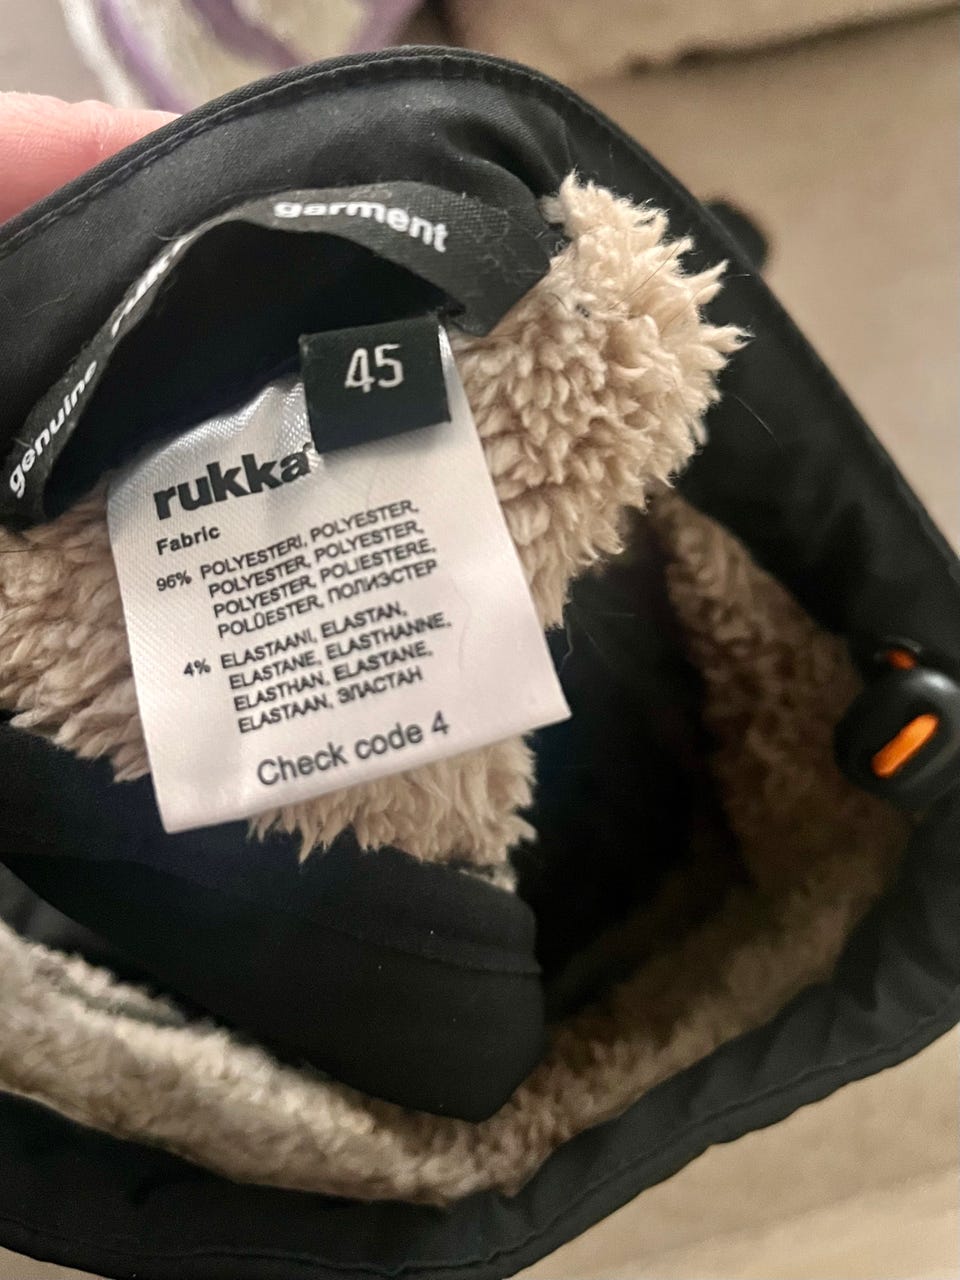 genuine rukka garment
45
rukka
Fabric
96% POLYESTERI, POLYESTER,
POLYESTER, POLYESTER,
POLYESTER, POLIESTERE,
POLÜESTER, ПОЛИЭСТЕР
4% ELASTAANI, ELASTAN,
ELASTANE, ELASTHANNE,
ELASTHAN, ELASTANE,
ELASTAAN, ЭЛАСТАН
Check code 4